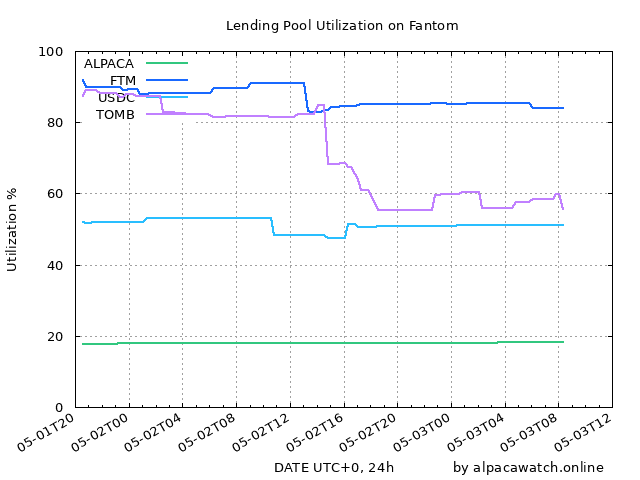 Lending Pool Utilization on Fantom
100
80
60
40
20
0
Utilization %
ALPACA
FTM
USDC
TOMB
05-01T20
05-02T00
05-02T04
05-02T08
05-02T12
05-02T16
05-02T20
05-03T00
05-03T04
05-03T08
05-03T12
DATE UTC+0, 24h
by alpacawatch.online